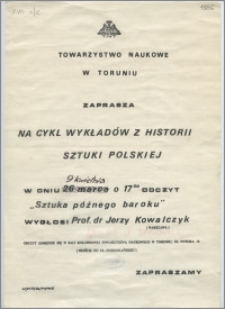 TOWARZYSTWO NAUKOWE
W TORUNIU
ZAPRASZA
NA CYKL WYKŁADÓW Z HISTORII
SZTUKI POLSKIEJ
9 kwietnia
W DNIU 26 marca o 17 ODCZYT
„Sztuka późnego baroku"
WYGŁOSI Prof. dr Jerzy Kowalczyk
ZAPRASZAMY